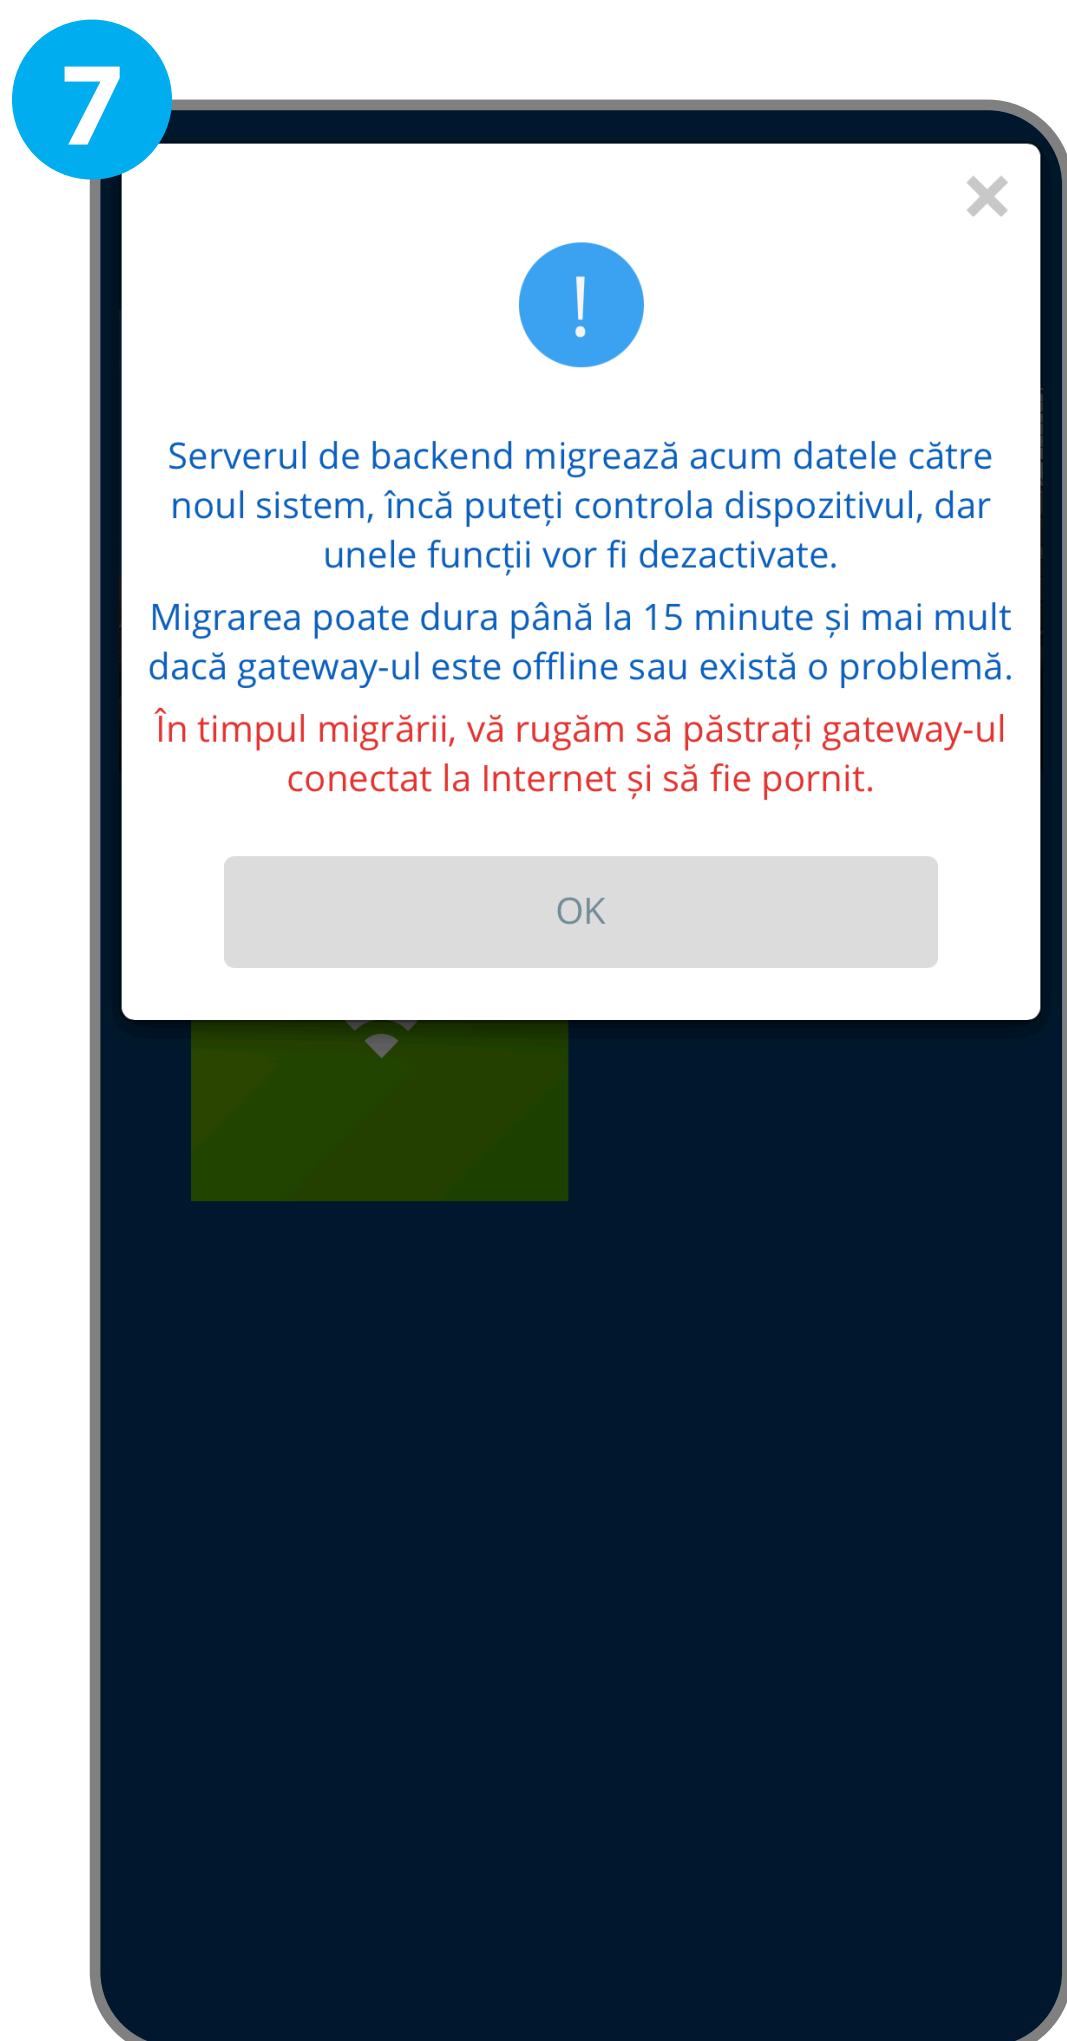 7
!
Serverul de backend migrează acum datele către
noul sistem, încă puteți controla dispozitivul, dar
unele funcții vor fi dezactivate.
Migrarea poate dura până la 15 minute și mai mult
dacă gateway-ul este offline sau există o problemă.
În timpul migrării, vă rugăm să păstrați gateway-ul
conectat la Internet și să fie pornit.
OK